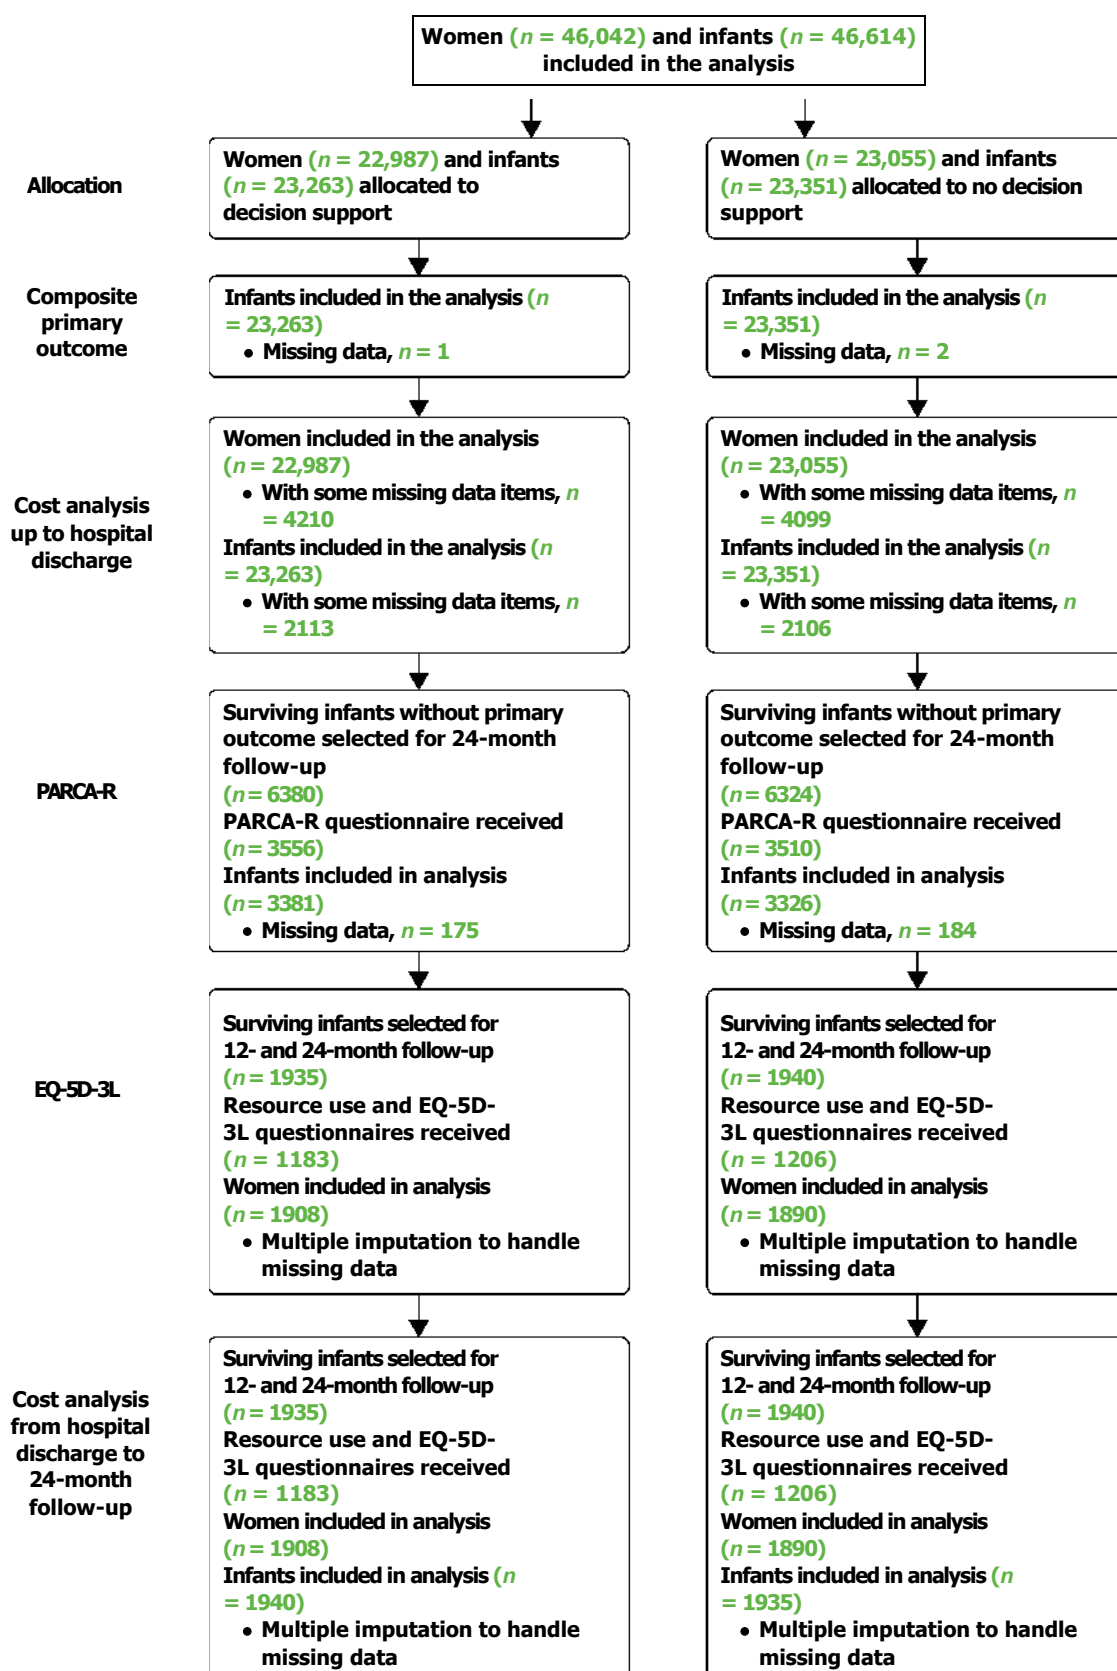 Women (n = 46,042) and infants (n = 46,614)
included in the analysis
Allocation
Women (n = 22,987) and infants
(n = 23,263) allocated to
decision support
Women (n = 23,055) and infants
(n = 23,351) allocated to no decision
support
Composite
primary
outcome
Infants included in the analysis (n
= 23,263)
• Missing data, n = 1
Infants included in the analysis (n
= 23,351)
• Missing data, n = 2
Cost analysis
up to hospital
discharge
Women included in the analysis
(n = 22,987)
• With some missing data items, n
= 4210
Infants included in the analysis (n
= 23,263)
• With some missing data items, n
= 2113
Women included in the analysis
(n = 23,055)
• With some missing data items, n
= 4099
Infants included in the analysis (n
= 23,351)
• With some missing data items, n
= 2106
PARCA-R
Surviving infants without primary
outcome selected for 24-month
follow-up
(n = 6380)
PARCA-R questionnaire received
(n = 3556)
Infants included in analysis
(n = 3381)
• Missing data, n = 175
Surviving infants without primary
outcome selected for 24-month
follow-up
(n = 6324)
PARCA-R questionnaire received
(n = 3510)
Infants included in analysis
(n = 3326)
• Missing data, n = 184
EQ-5D-3L
Surviving infants selected for
12- and 24-month follow-up
(n = 1935)
Resource use and EQ-5D-
3L questionnaires received
(n = 1183)
Women included in analysis
(n = 1908)
• Multiple imputation to handle
missing data
Surviving infants selected for
12- and 24-month follow-up
(n = 1940)
Resource use and EQ-5D-
3L questionnaires received
(n = 1206)
Women included in analysis
(n = 1890)
• Multiple imputation to handle
missing data
Cost analysis
from hospital
discharge to
24-month
follow-up
Surviving infants selected for
12- and 24-month follow-up
(n = 1935)
Resource use and EQ-5D-
3L questionnaires received
(n = 1183)
Women included in analysis
(n = 1908)
Infants included in analysis (n
= 1940)
• Multiple imputation to handle
missing data
Surviving infants selected for
12- and 24-month follow-up
(n = 1940)
Resource use and EQ-5D-
3L questionnaires received
(n = 1206)
Women included in analysis
(n = 1890)
Infants included in analysis (n
= 1935)
• Multiple imputation to handle
missing data